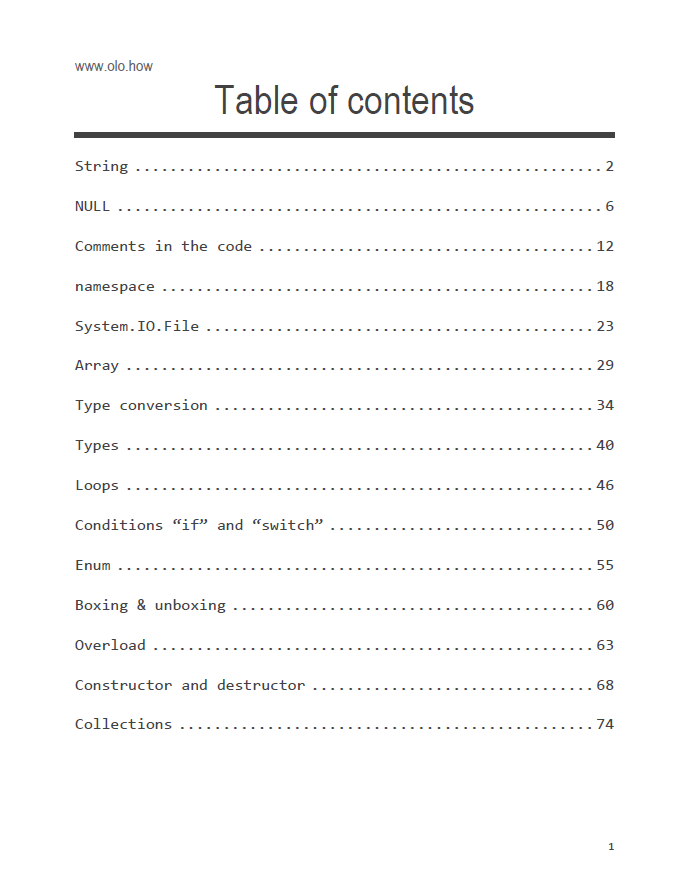 www.olo.how
Table of contents
String ..................................................... 2
NULL ....................................................... 6
Comments in the code ...................................... 12
namespace ................................................. 18
System.IO.File ............................................ 23
Array ..................................................... 29
Type conversion ........................................... 34
Types ..................................................... 40
Loops ..................................................... 46
Conditions “if” and “switch” .............................. 50
Enum ...................................................... 55
Boxing & unboxing ......................................... 60
Overload .................................................. 63
Constructor and destructor ................................ 68
Collections ............................................... 74
1